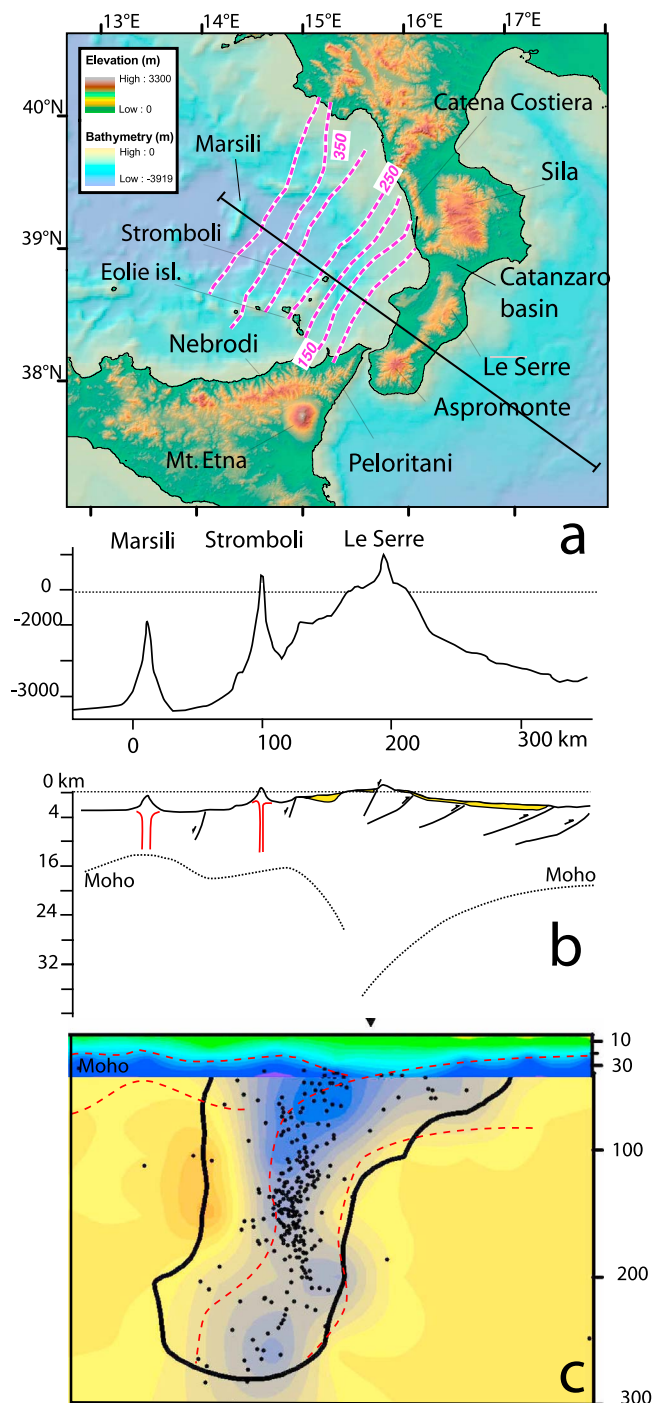 13°E 14°E 15°E 16°E 17°E
Elevation (m)
High : 3300
Low : 0
Bathymetry (m)
High : 0
Low : -3919
40°N
39°N
38°N
Catena Costiera
Marsili
350
250
Sila
Stromboli
Eolie isl.
Catanzaro
basin
Nebrodi
150
Le Serre
Aspromonte
Mt. Etna
Peloritani
a
Marsili Stromboli Le Serre
0
-2000
-3000
0 100 200 300 km
0 km
4
16
Moho Moho
24
32
b
10
Moho
30
100
200
c
300